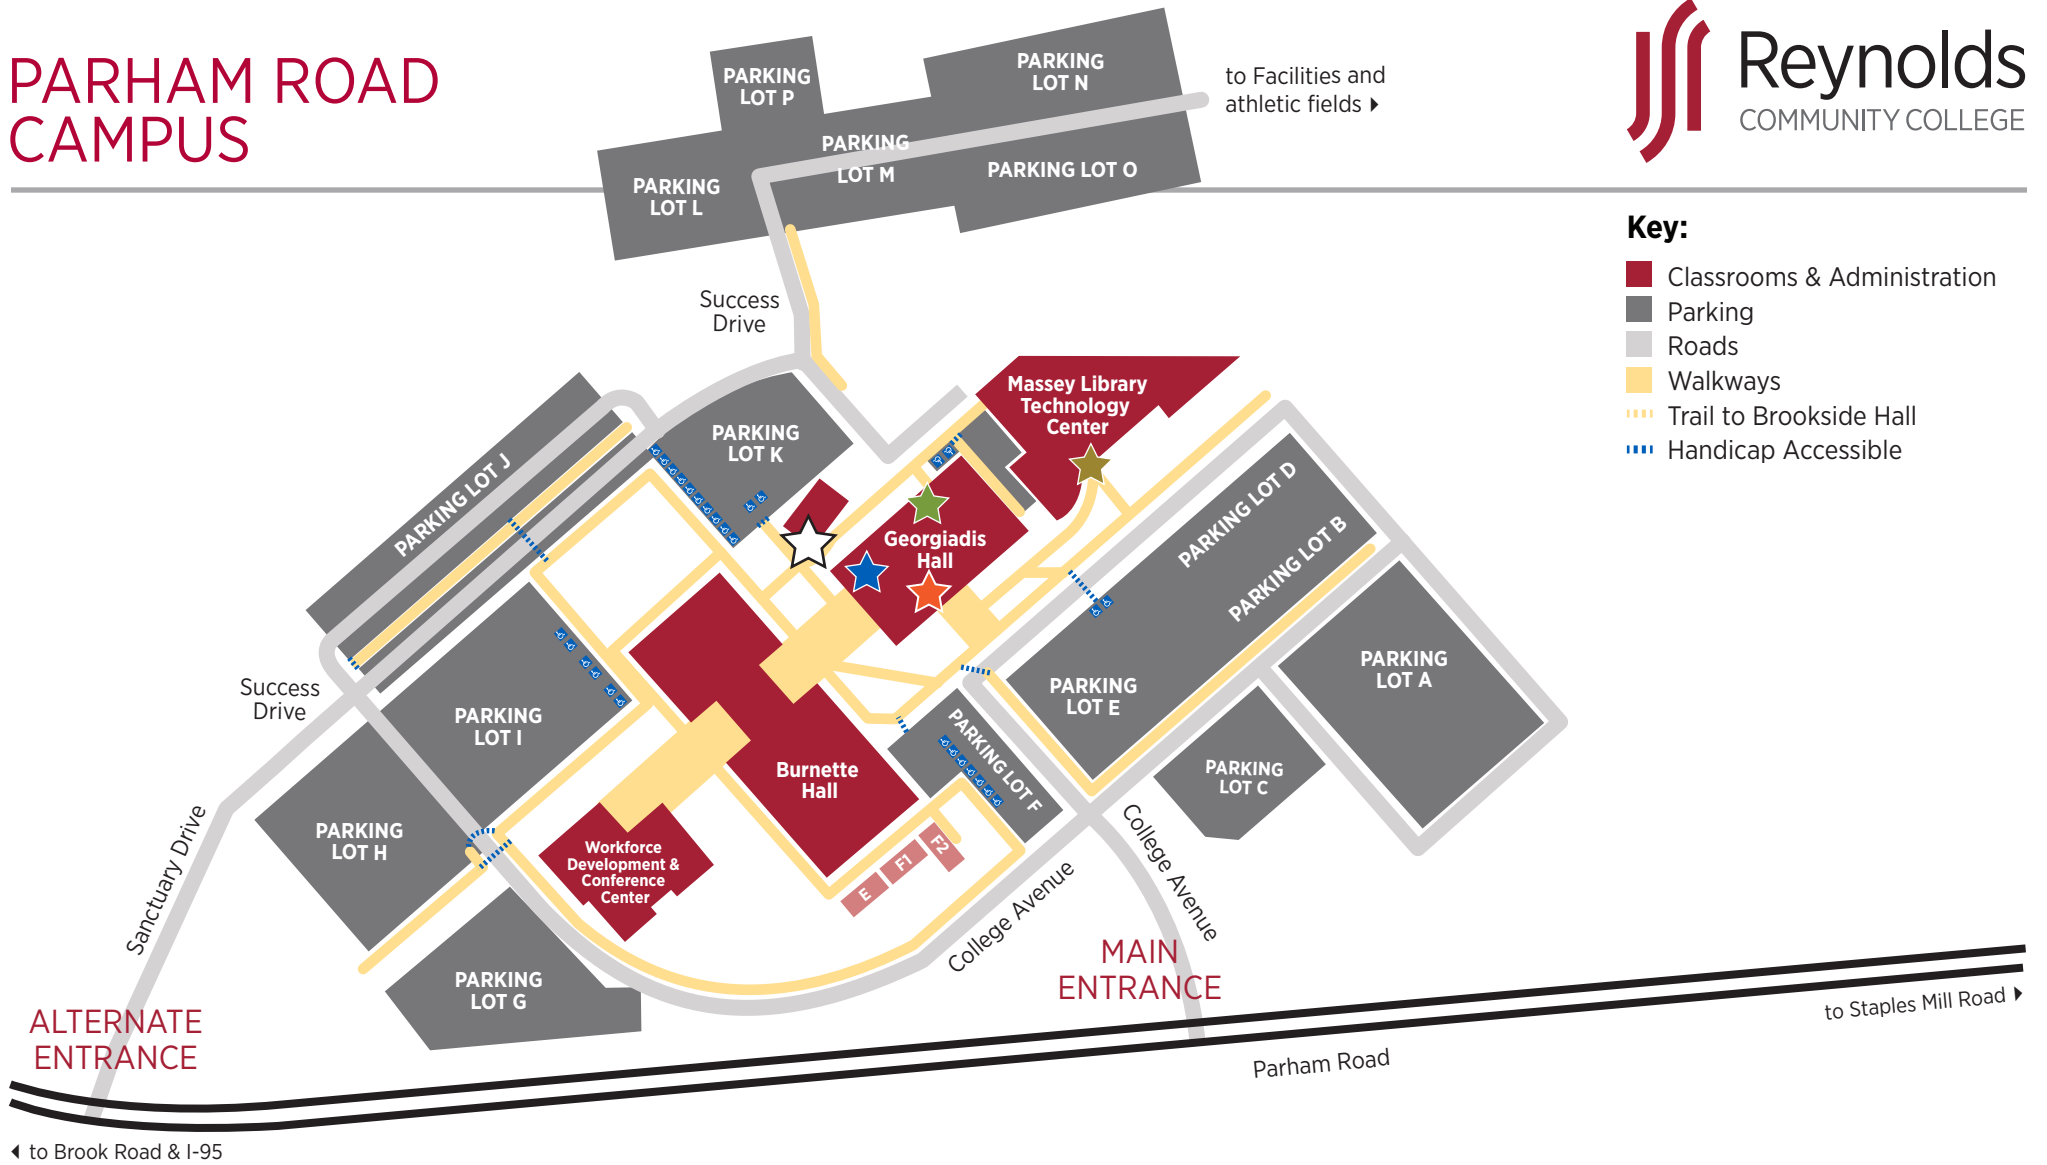 PARHAM ROAD
CAMPUS
Reynolds
COMMUNITY COLLEGE
PARKING
LOT P
PARKING
LOT N
to Facilities and
athletic fields
PARKING
LOT M
PARKING LOT O
PARKING
LOT L
Key:
Classrooms & Administration
Parking
Roads
Walkways
Trail to Brookside Hall
Handicap Accessible
Success
Drive
Massey Library
Technology
Center
PARKING
LOT K
PARKING LOT J
PARKING LOT D
PARKING LOT B
Georgiadis
Hall
PARKING
LOT A
PARKING
LOT E
Success
Drive
PARKING
LOT I
PARKING LOT F
Burnette
Hall
PARKING
LOT C
PARKING
LOT H
Workforce
Development &
Conference
Center
E
F1
F2
Sanctuary Drive
College Avenue
College Avenue
MAIN
ENTRANCE
PARKING
LOT G
ALTERNATE
ENTRANCE
to Staples Mill Road
Parham Road
to Brook Road & I-95